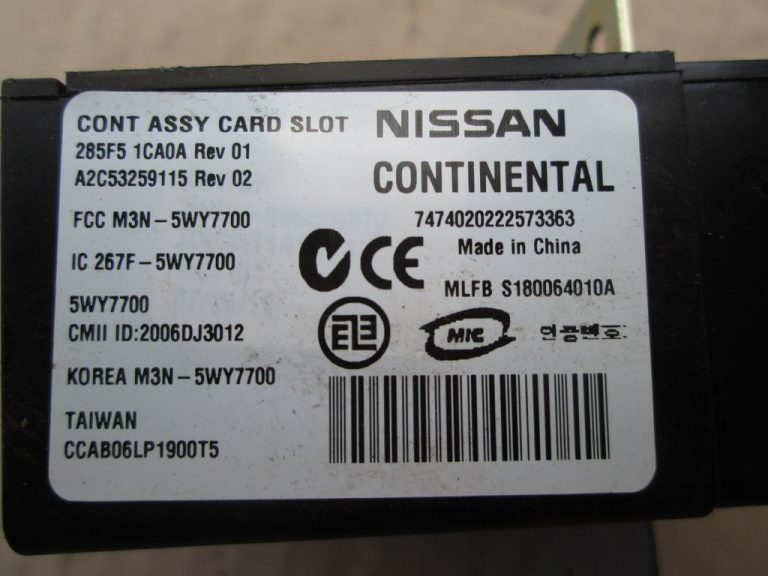 CONT ASSY CARD SLOT
285F5 1CA0A Rev 01
A2C53259115 Rev 02
FCC M3N-5WY7700
IC 267F-5WY7700
5WY7700
CMII ID:2006DJ3012
KOREA M3N-5WY7700
TAIWAN
CCAB06LP1900T5
NISSAN
CONTINENTAL
7474020222573363
Made in China
MLFB S180064010A
CE
MIC 인증번호: